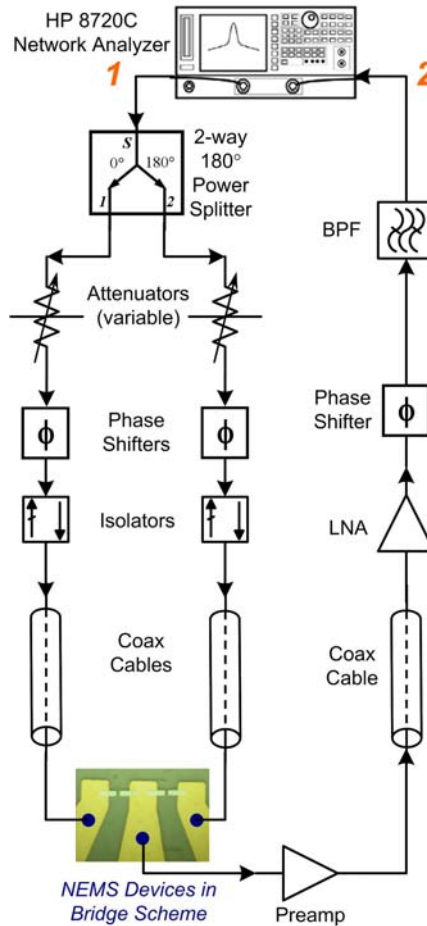 HP 8720C
Network Analyzer
1
2
2-way
180°
Power
Splitter
S
0°
180°
1
2
BPF
Attenuators
(variable)
Phase
Shifters
ϕ
ϕ
Phase
Shifter
ϕ
Isolators
LNA
Coax
Cables
Coax
Cable
NEMS Devices in
Bridge Scheme
Preamp